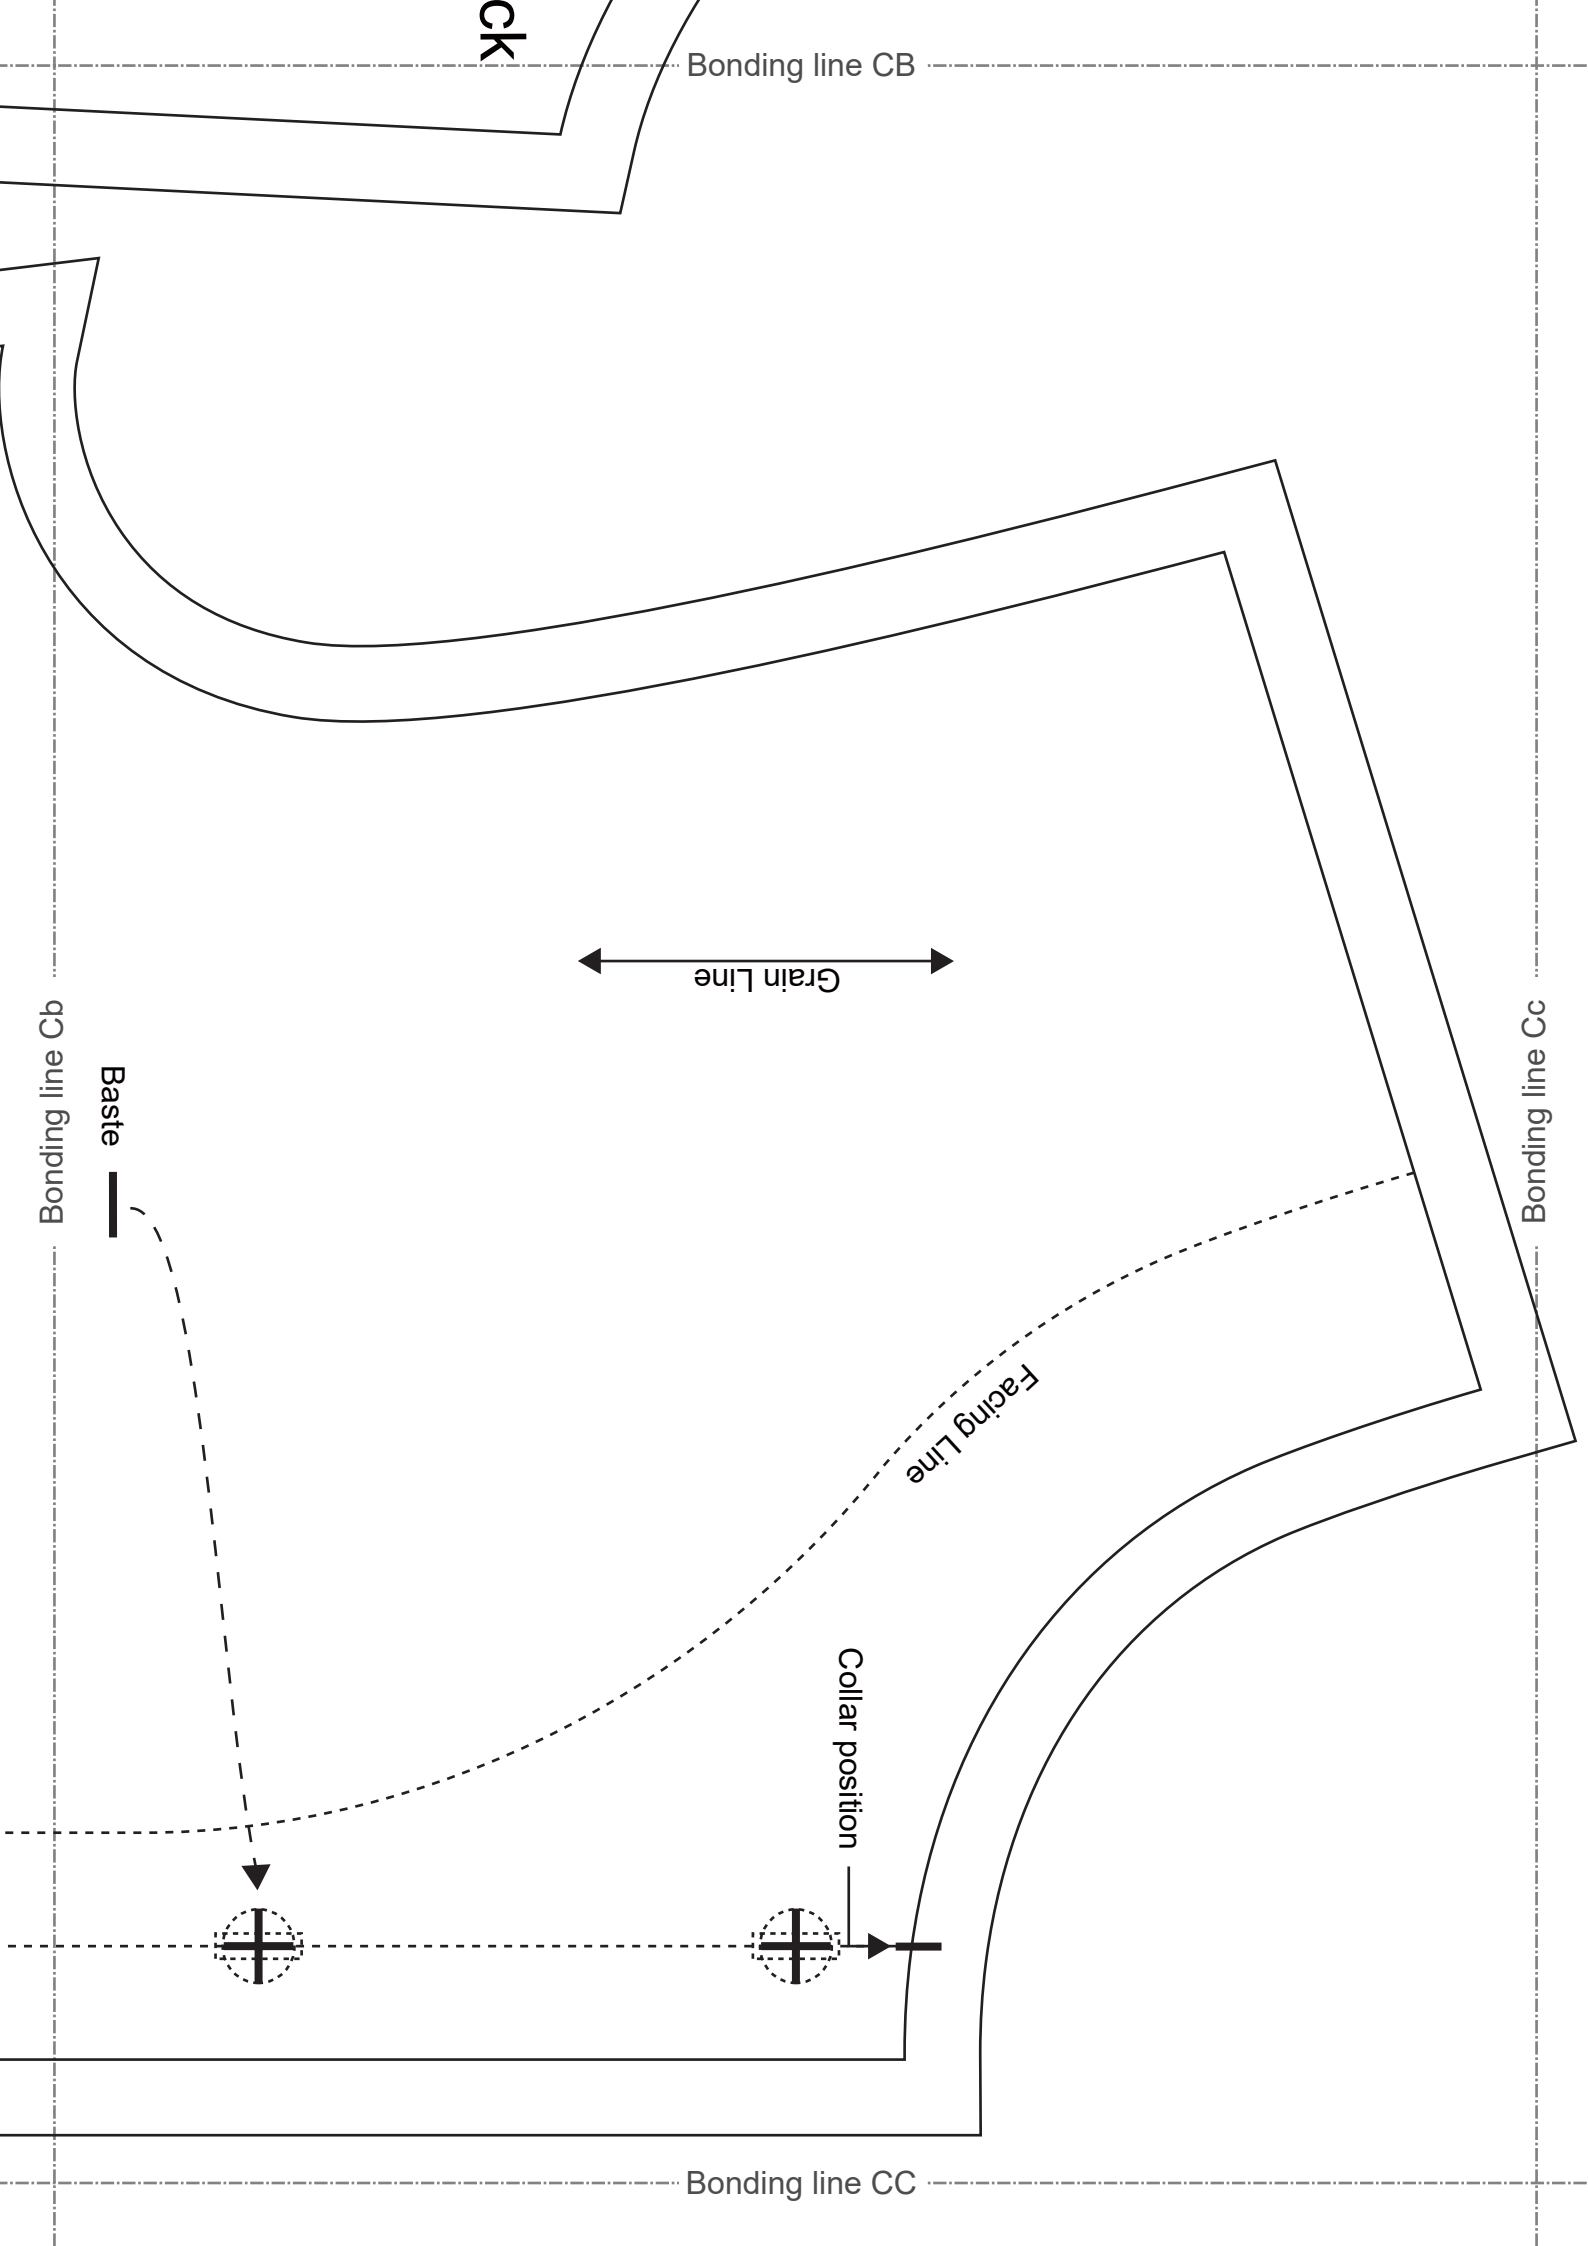 ck
Bonding line CB
Grain Line
Bonding line Cb
Bonding line Cc
Baste
Facing Line
Collar position
Bonding line CC